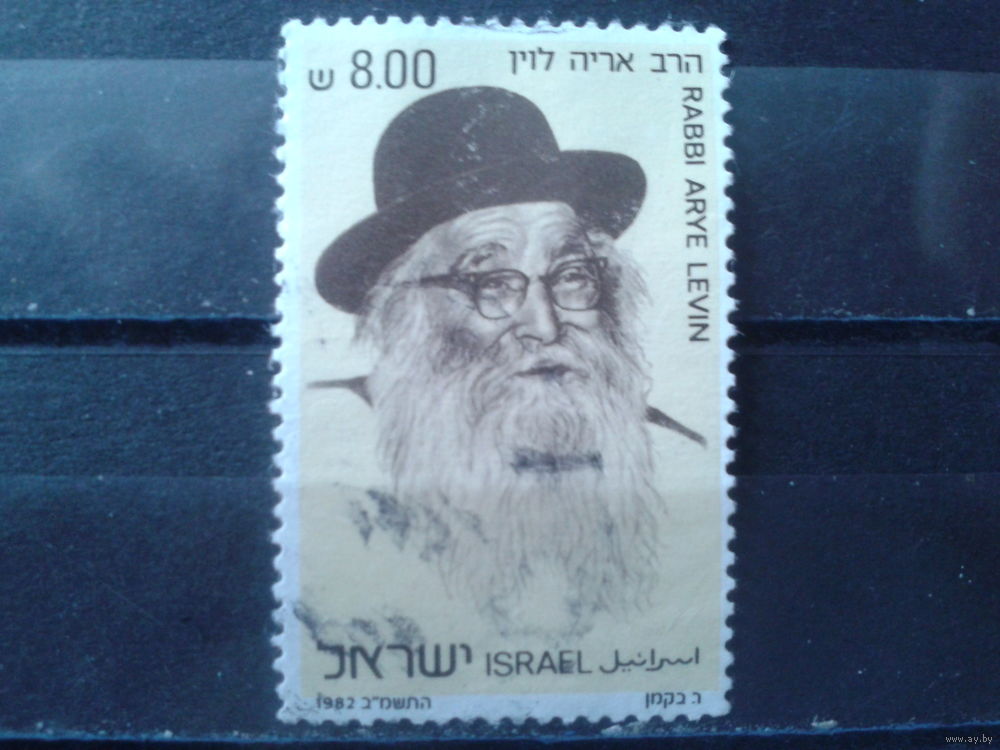 ש 8.00
הרב אריה לוין
RABBI ARYE LEVIN
ישראל ISRAEL اسرائيل
1982 התשמ"ב
ר. בקמן
www.ay.by